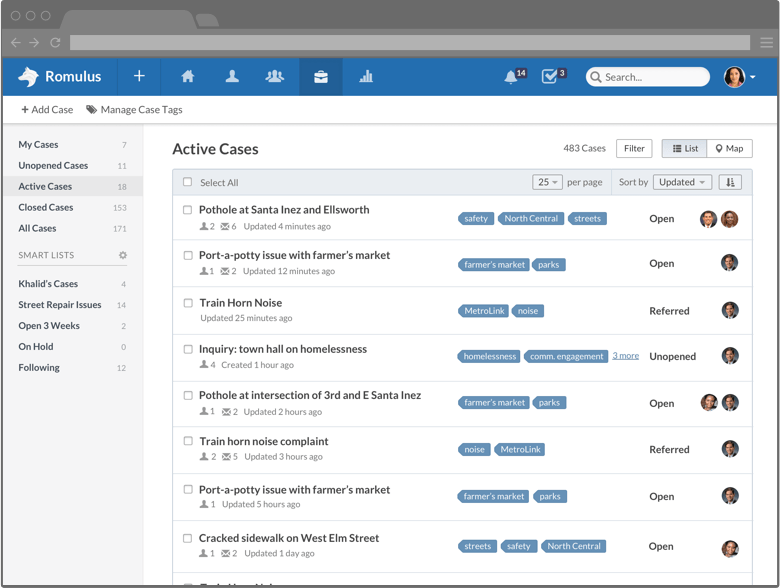 Romulus
14
3
Search...
+ Add Case
Manage Case Tags
My Cases 7
Unopened Cases 11
Active Cases 18
Closed Cases 153
All Cases 171
SMART LISTS
Khalid's Cases 4
Street Repair Issues 14
Open 3 Weeks 2
On Hold 0
Following 12
Active Cases
483 Cases
Filter
List
Map
Select All
25 per page
Sort by Updated
Pothole at Santa Inez and Ellsworth
2 6 Updated 4 minutes ago
safety North Central streets
Open
Port-a-potty issue with farmer's market
1 2 Updated 12 minutes ago
farmer's market parks
Open
Train Horn Noise
Updated 25 minutes ago
MetroLink noise
Referred
Inquiry: town hall on homelessness
4 Created 1 hour ago
homelessness comm. engagement 3 more
Unopened
Pothole at intersection of 3rd and E Santa Inez
1 2 Updated 2 hours ago
farmer's market parks
Open
Train horn noise complaint
2 5 Updated 3 hours ago
noise MetroLink
Referred
Port-a-potty issue with farmer's market
1 Updated 5 hours ago
farmer's market parks
Open
Cracked sidewalk on West Elm Street
1 2 Updated 1 day ago
streets safety North Central
Open